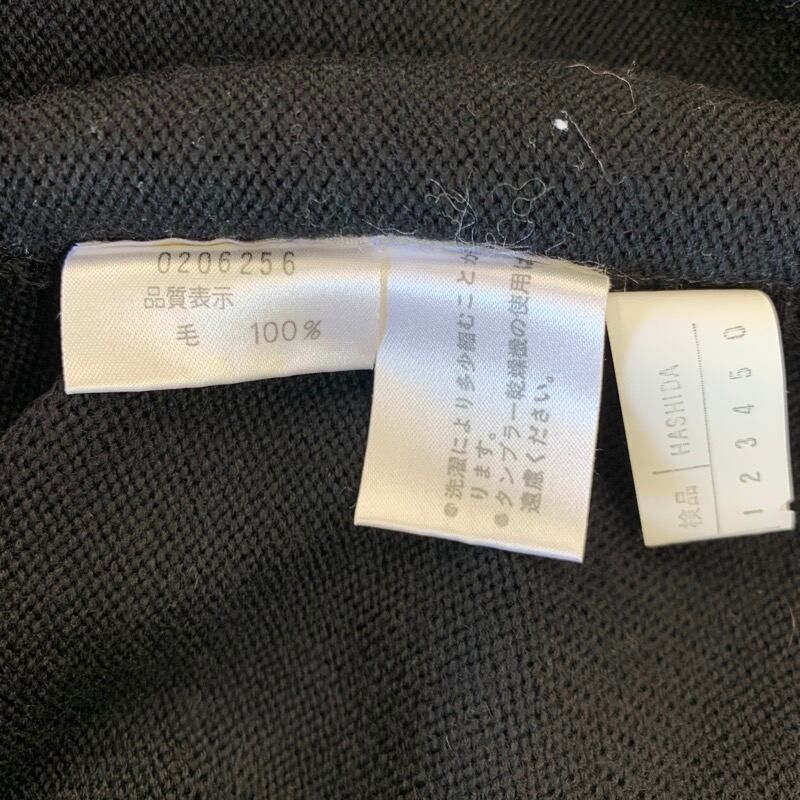 0206256
品質表示
毛 100%
●洗濯により多少縮むことが
ります。
●タンブラー乾燥機の使用は
遠慮ください。
検品 HASHIDA
1 2 3 4 5 0